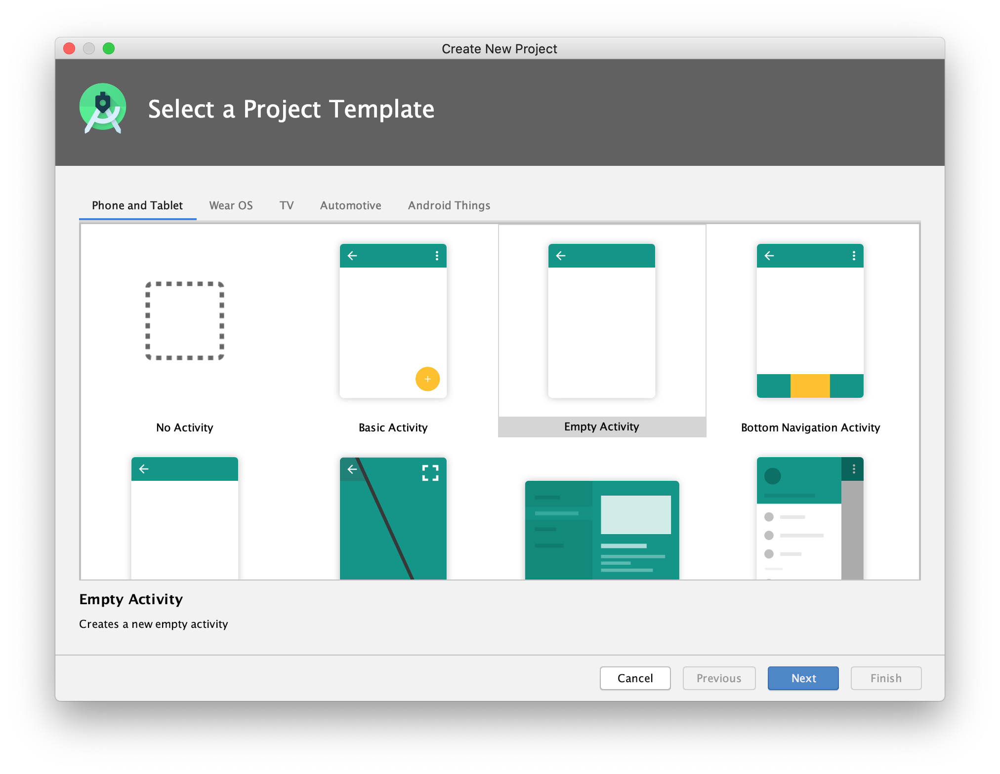 Create New Project
Select a Project Template
Phone and Tablet Wear OS TV Automotive Android Things
No Activity Basic Activity Empty Activity Bottom Navigation Activity
Empty Activity
Creates a new empty activity
Cancel Previous Next Finish